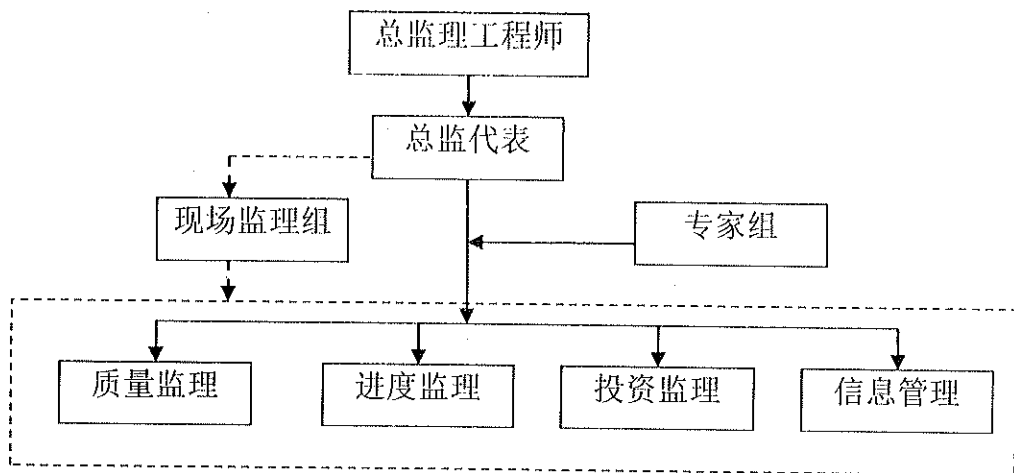 总监理工程师
总监代表
现场监理组
专家组
质量监理
进度监理
投资监理
信息管理